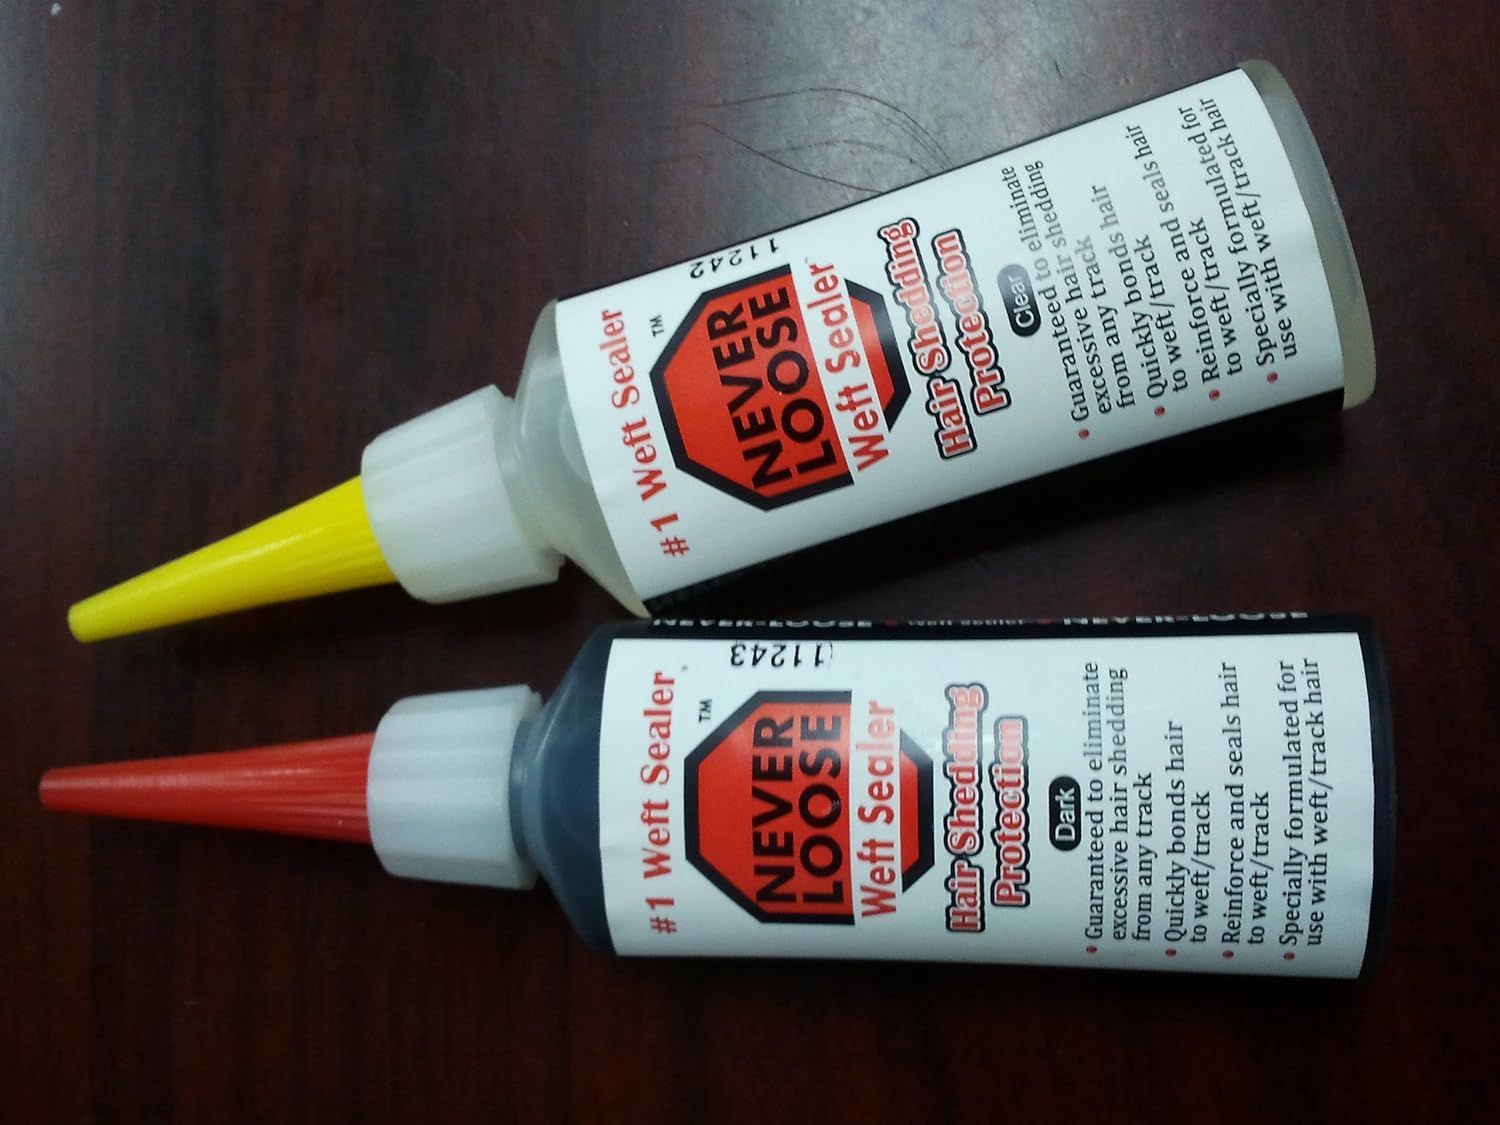 #1 Weft Sealer
TM
11242
NEVER
LOOSE
Weft Sealer
Hair Shedding
Protection
Clear
• Guaranteed to eliminate
excessive hair shedding
from any track
• Quickly bonds hair
to weft/track
• Reinforce and seals hair
to weft/track
• Specially formulated for
use with weft/track hair
#1 Weft Sealer
TM
11243
NEVER
LOOSE
Weft Sealer
Hair Shedding
Protection
Dark
• Guaranteed to eliminate
excessive hair shedding
from any track
• Quickly bonds hair
to weft/track
• Reinforce and seals hair
to weft/track
• Specially formulated for
use with weft/track hair